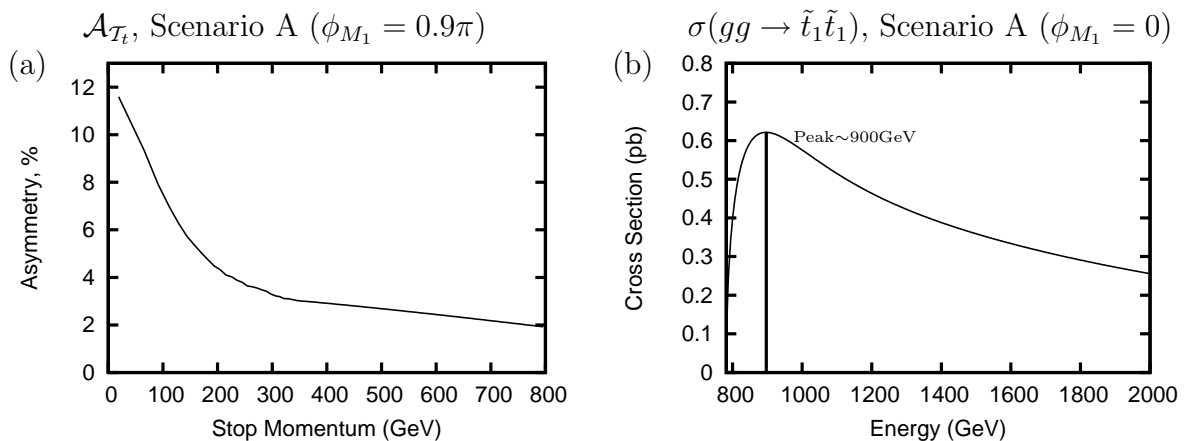 𝒜_{𝒯_t}, Scenario A (ϕ_{M_1} = 0.9π)
(a)
Asymmetry, %
12
10
8
6
4
2
0
0 100 200 300 400 500 600 700 800
Stop Momentum (GeV)
σ(gg → t̃_1 t̃_1), Scenario A (ϕ_{M_1} = 0)
(b)
Cross Section (pb)
0.8
0.7
0.6
0.5
0.4
0.3
0.2
0.1
0
Peak∼900GeV
800 1000 1200 1400 1600 1800 2000
Energy (GeV)